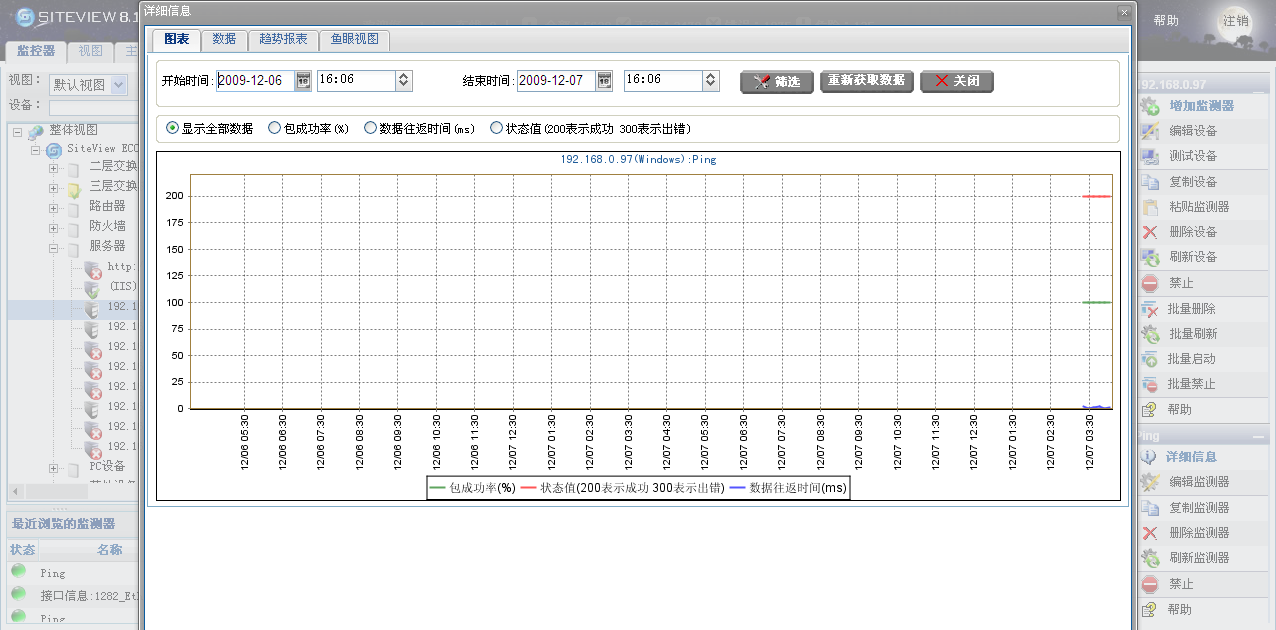 SITEVIEW 8.1
监控器
视图
主
视图：
默认视图
设备：
整体视图
SiteView ECC
二层交换
三层交换
路由器
防火墙
服务器
http:
(IIS)
192.1
192.1
192.1
192.1
192.1
192.1
192.1
192.1
PC设备
最近浏览的监测器
状态
名称
Ping
接口信息:1282_Et
Ping
详细信息
图表
数据
趋势报表
鱼眼视图
开始时间:
2009-12-06
16:06
结束时间:
2009-12-07
16:06
筛选
重新获取数据
关闭
显示全部数据
包成功率(%)
数据往返时间(ms)
状态值(200表示成功 300表示出错)
192.168.0.97(Windows):Ping
200
175
150
125
100
75
50
25
0
12/06 05:30
12/06 06:30
12/06 07:30
12/06 08:30
12/06 09:30
12/06 10:30
12/06 11:30
12/07 12:30
12/07 01:30
12/07 02:30
12/07 03:30
12/07 04:30
12/07 05:30
12/07 06:30
12/07 07:30
12/07 08:30
12/07 09:30
12/07 10:30
12/07 11:30
12/07 12:30
12/07 01:30
12/07 02:30
12/07 03:30
包成功率(%)
状态值(200表示成功 300表示出错)
数据往返时间(ms)
帮助
注销
192.168.0.97
增加监测器
编辑设备
测试设备
复制设备
粘贴监测器
删除设备
刷新设备
禁止
批量删除
批量刷新
批量启动
批量禁止
帮助
Ping
详细信息
编辑监测器
复制监测器
删除监测器
刷新监测器
禁止
帮助